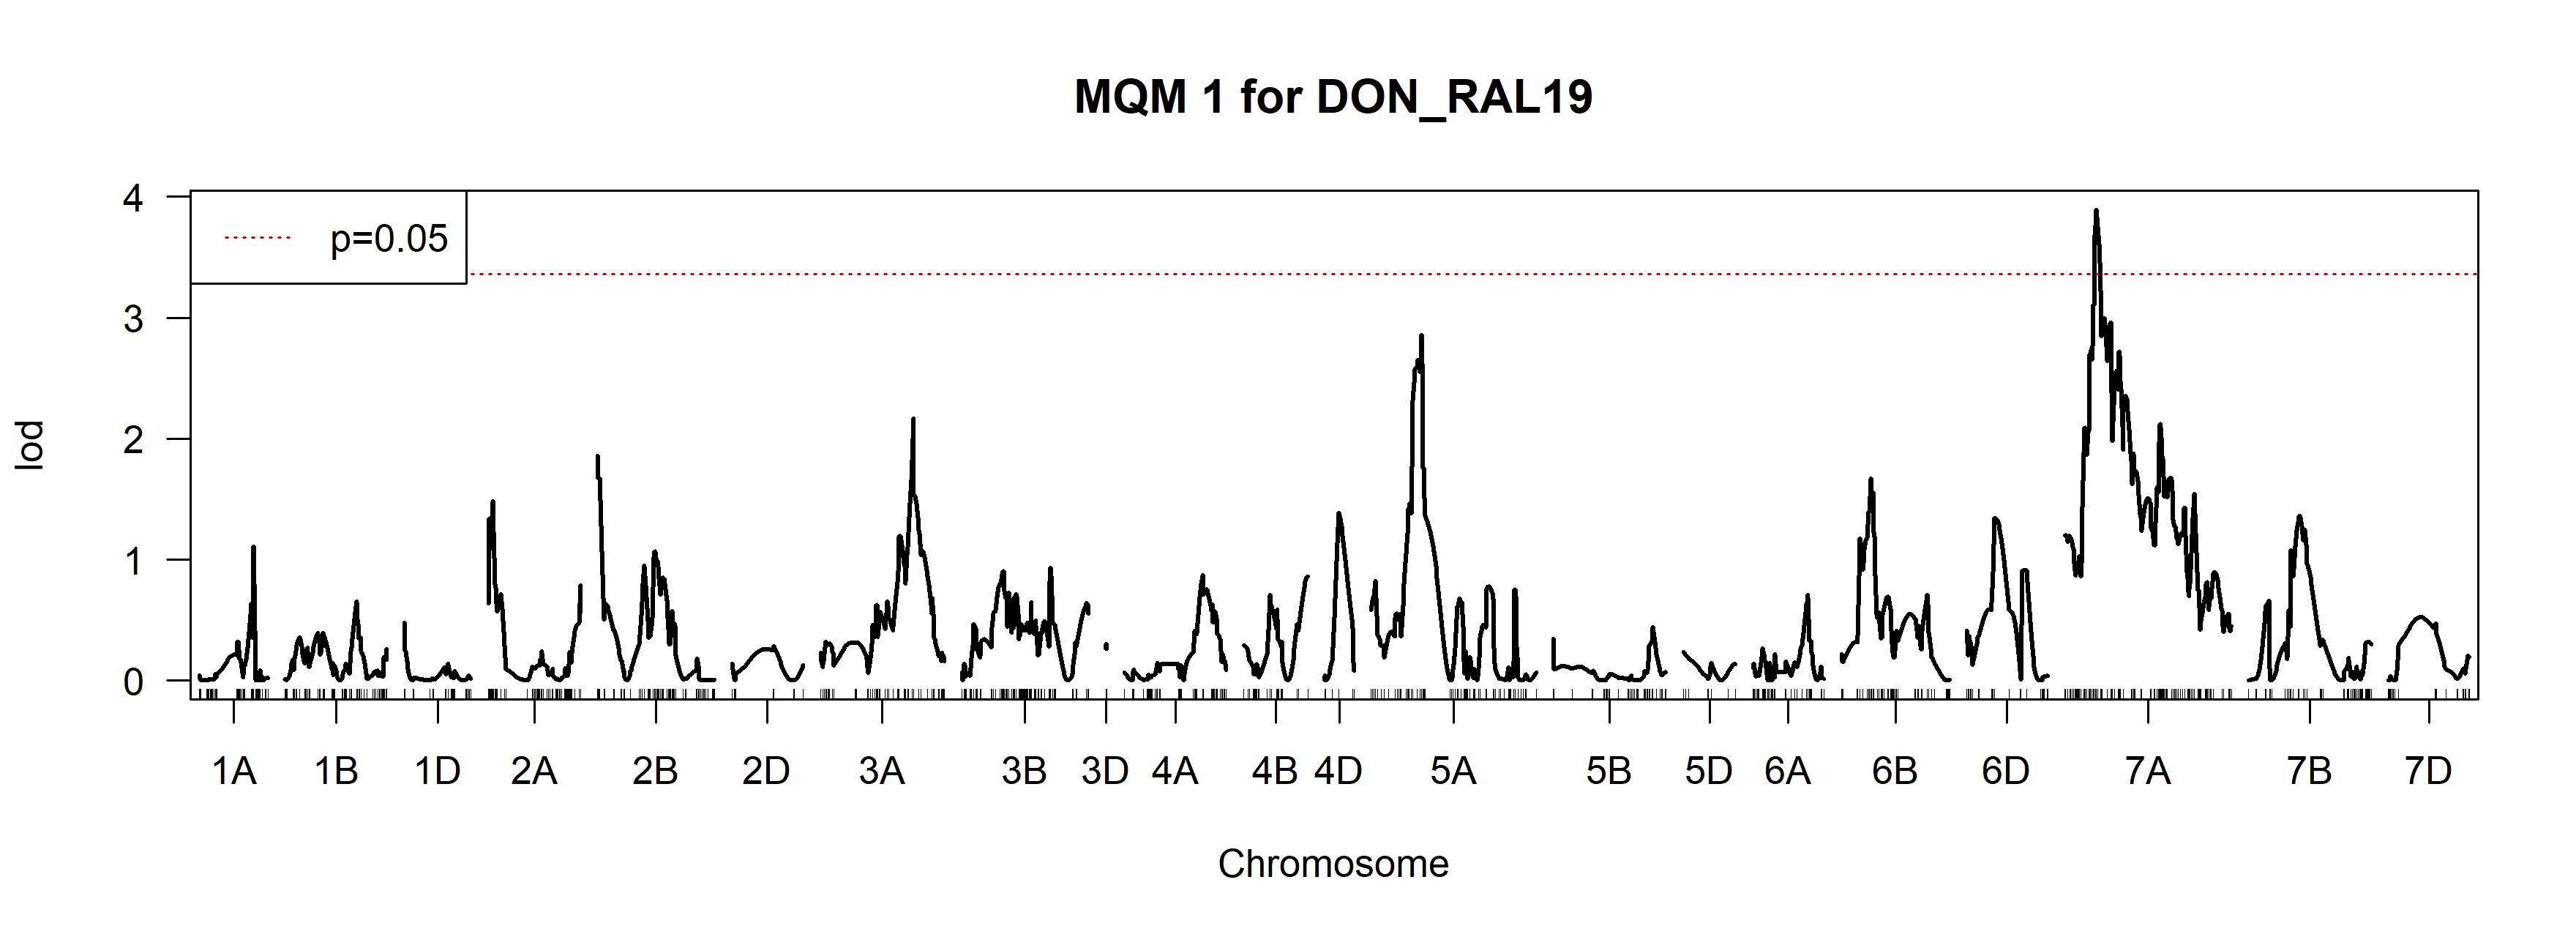 MQM 1 for DON_RAL19
4
p=0.05
3
2
1
0
lod
1A 1B 1D 2A 2B 2D 3A 3B 3D 4A 4B 4D 5A 5B 5D 6A 6B 6D 7A 7B 7D
Chromosome